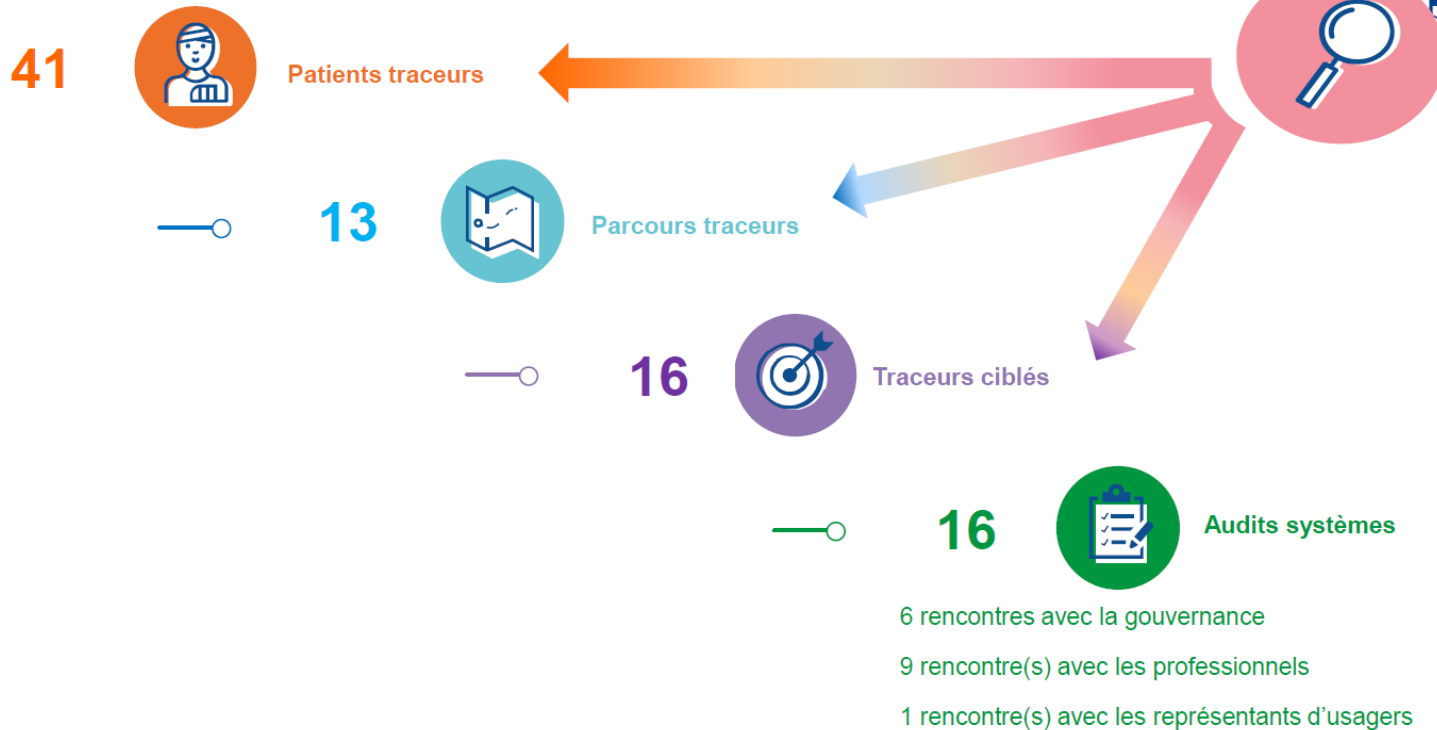 41 Patients traceurs
13 Parcours traceurs
16 Traceurs ciblés
16 Audits systèmes
6 rencontres avec la gouvernance
9 rencontre(s) avec les professionnels
1 rencontre(s) avec les représentants d'usagers